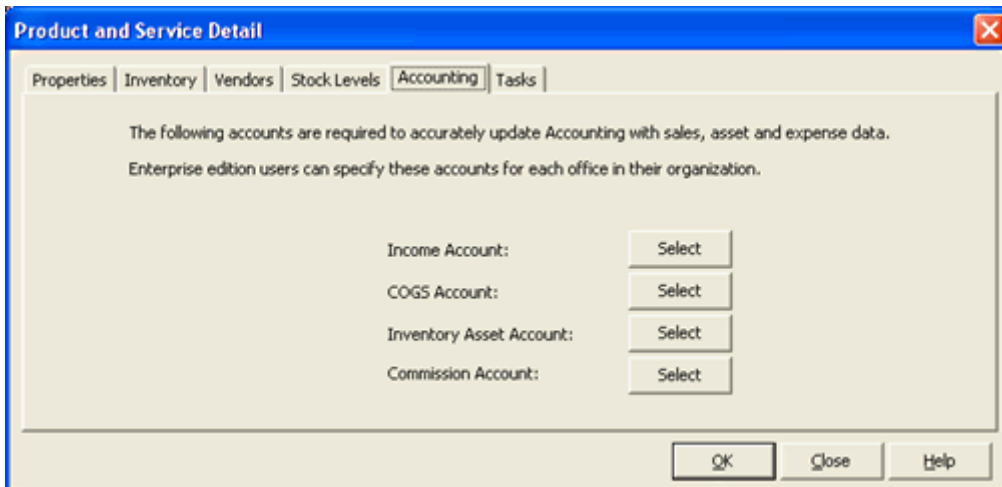 Product and Service Detail
Properties Inventory Vendors Stock Levels Accounting Tasks
The following accounts are required to accurately update Accounting with sales, asset and expense data.
Enterprise edition users can specify these accounts for each office in their organization.
Income Account: Select
COGS Account: Select
Inventory Asset Account: Select
Commission Account: Select
OK Close Help